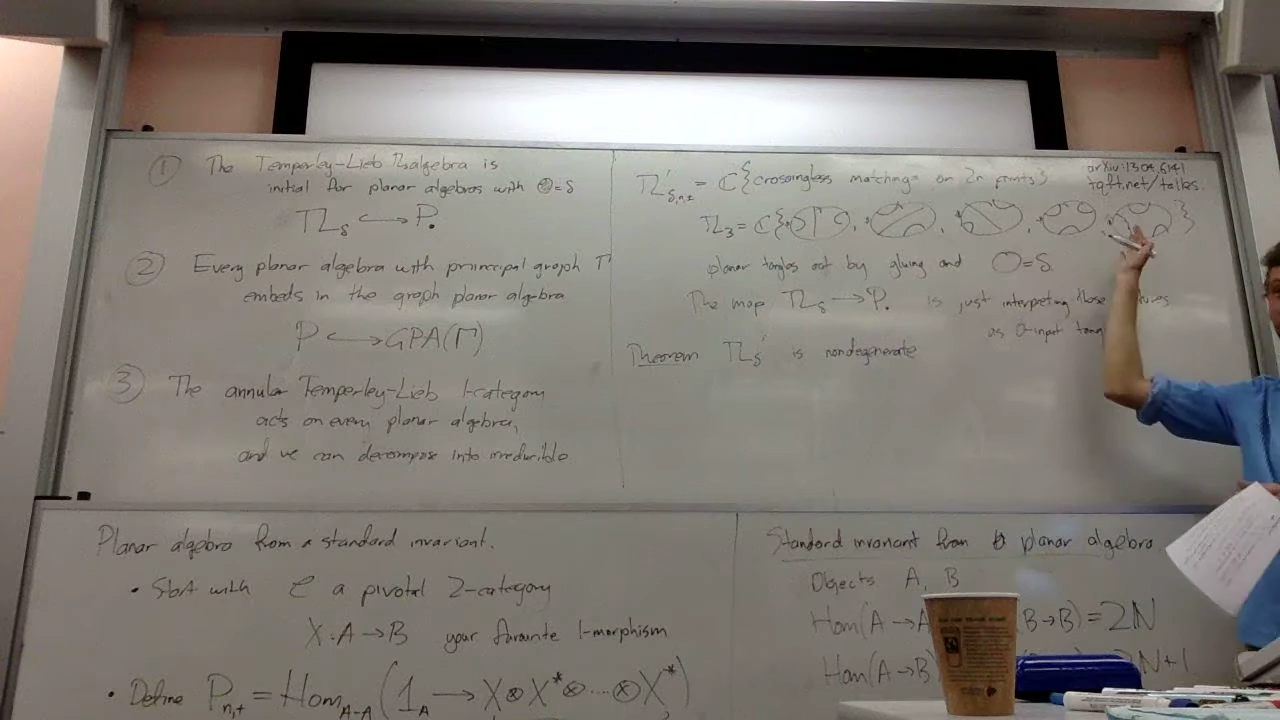 ① The Temperley-Lieb algebra is
initial for planar algebras with ○=δ
TL_δ ↪ P.
② Every planar algebra with principal graph Γ
embeds in the graph planar algebra
P ↪ GPA(Γ)
③ The annular Temperley-Lieb 1-category
acts on every planar algebra,
and we can decompose into irreducible
TL'_{δ,n,±} = ℂ{crossingless matchings on 2n points}
arXiv:1304.6141
tqft.net/talks.
TL_3 = ℂ{ , , , , }
planar tangles act by gluing and ○=δ.
The map TL_δ → P. is just interpreting these
as 0-input
Theorem TL_δ' is nondegenerate
Planar algebra from a standard invariant.
• Start with C a pivotal 2-category
X: A → B your favourite 1-morphism
• Define P_{n,+} = Hom_{A-A} (1_A → X⊗X*⊗....⊗X*)
Standard invariant from planar algebra
Objects A, B
Hom(A→A B→B) = 2N
Hom(A→B) 2N+1